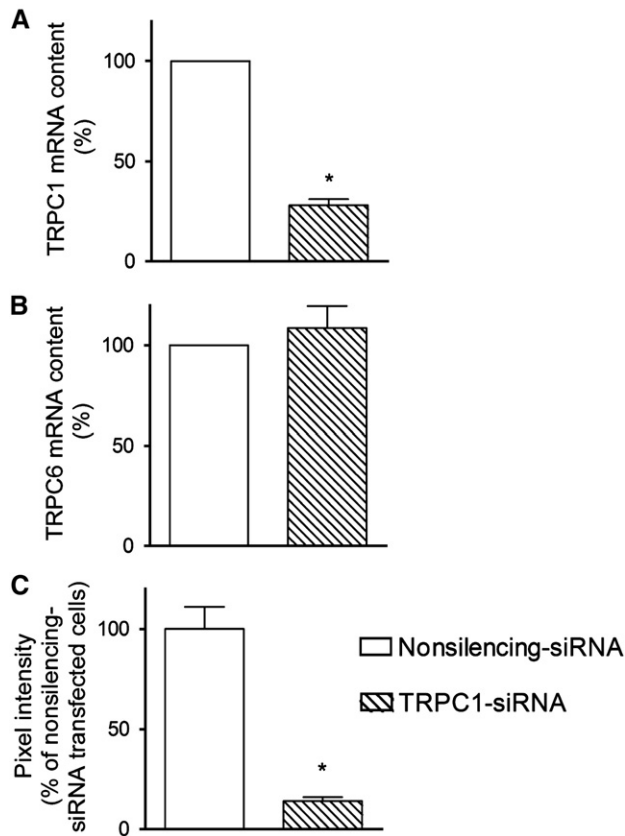 A
TRPC1 mRNA content
(%)
100
50
0
*
B
TRPC6 mRNA content
(%)
100
50
0
C
Pixel intensity
(% of nonsilencing-
siRNA transfected cells)
100
50
0
*
Nonsilencing-siRNA
TRPC1-siRNA